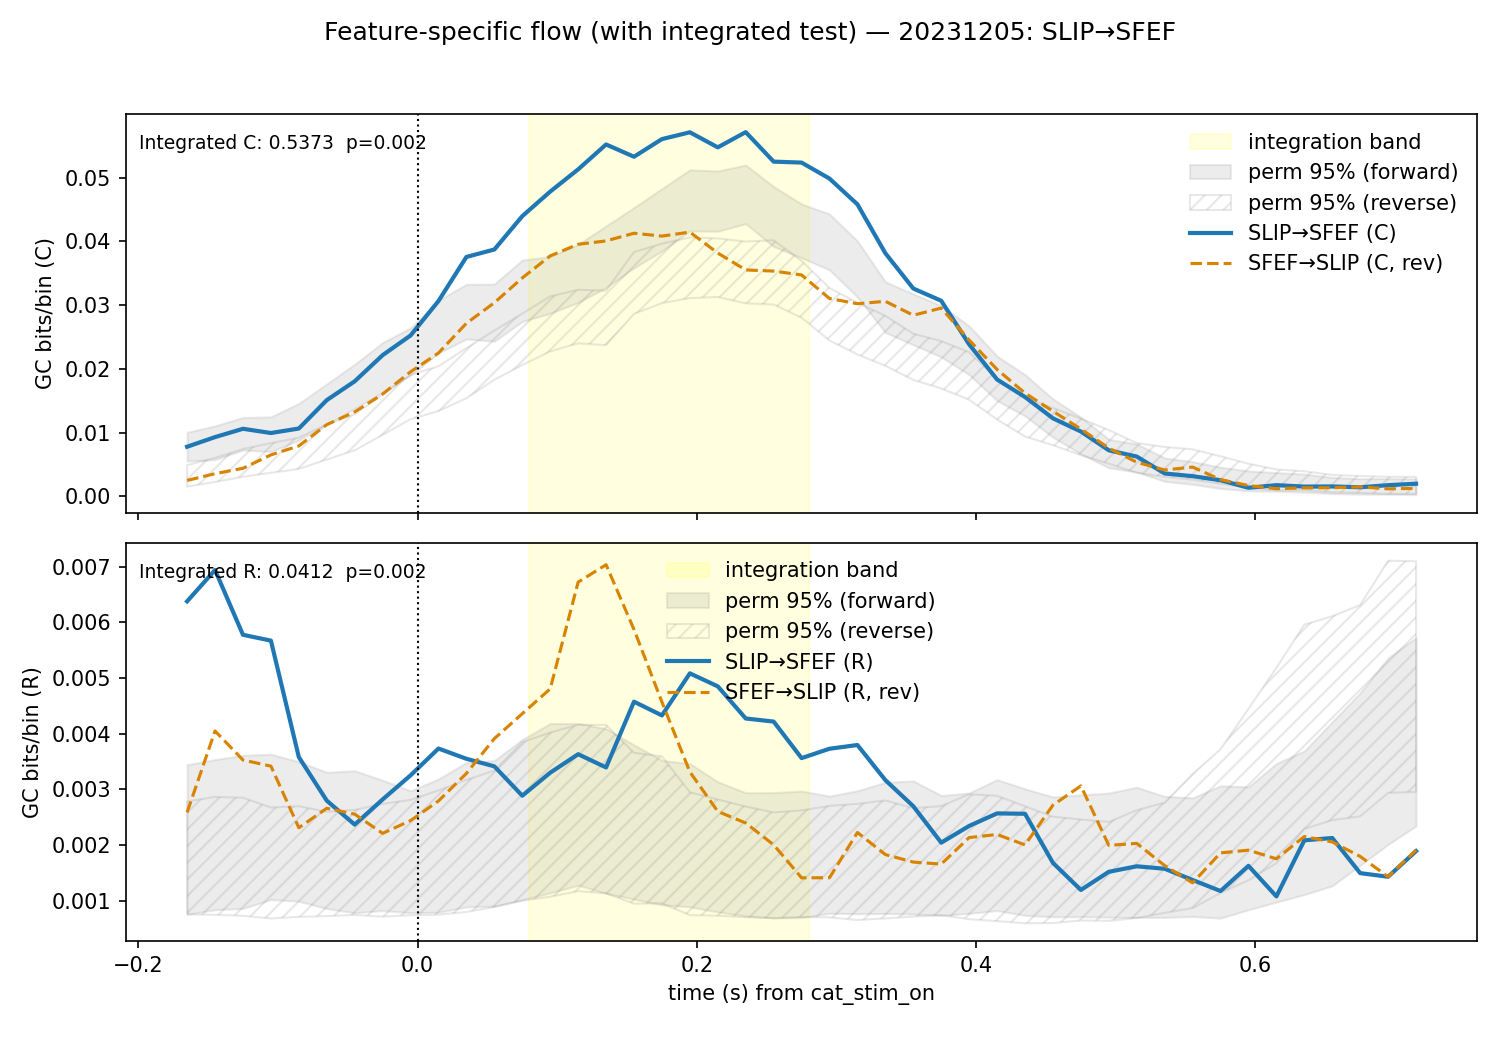 Feature-specific flow (with integrated test) — 20231205: SLIP→SFEF
Integrated C: 0.5373  p=0.002
integration band
perm 95% (forward)
perm 95% (reverse)
SLIP→SFEF (C)
SFEF→SLIP (C, rev)
GC bits/bin (C)
0.05
0.04
0.03
0.02
0.01
0.00
Integrated R: 0.0412  p=0.002
integration band
perm 95% (forward)
perm 95% (reverse)
SLIP→SFEF (R)
SFEF→SLIP (R, rev)
GC bits/bin (R)
0.007
0.006
0.005
0.004
0.003
0.002
0.001
−0.2 0.0 0.2 0.4 0.6
time (s) from cat_stim_on